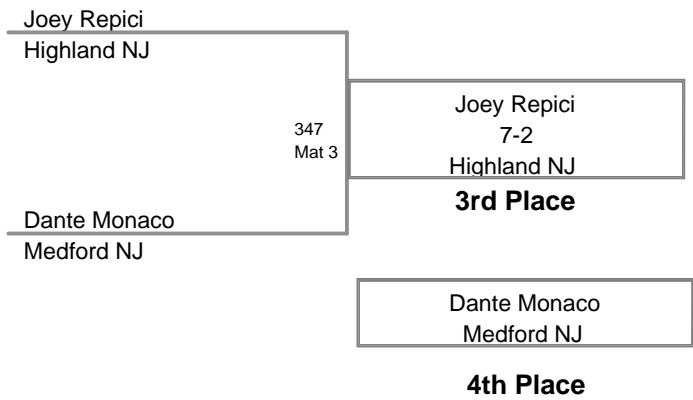 Joey Repici
Highland NJ
347
Mat 3
Joey Repici
7-2
Highland NJ
3rd Place
Dante Monaco
Medford NJ
Dante Monaco
Medford NJ
4th Place